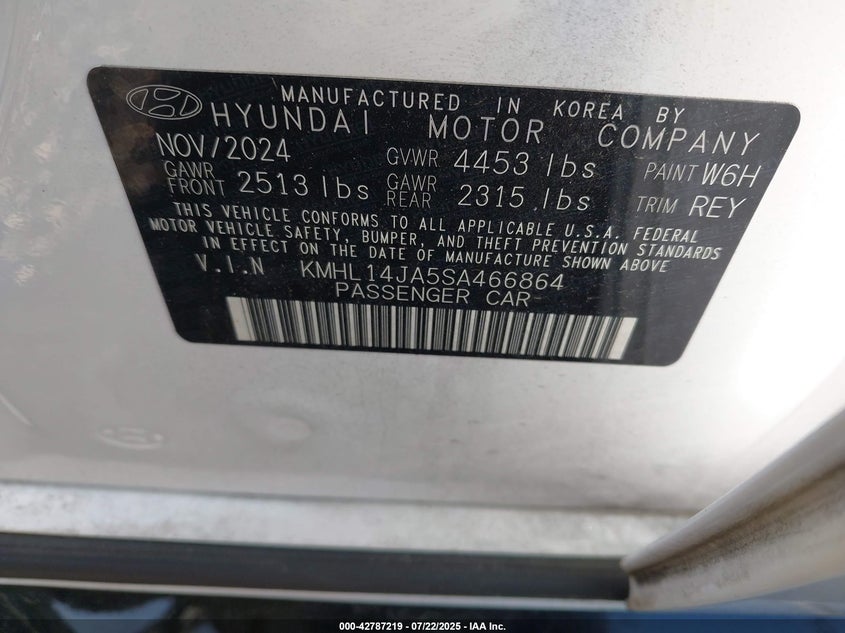 MANUFACTURED IN KOREA BY
HYUNDAI MOTOR COMPANY
NOV/2024 GVWR 4453 lbs PAINT W6H
GAWR FRONT 2513 lbs GAWR REAR 2315 lbs TRIM REY
THIS VEHICLE CONFORMS TO ALL APPLICABLE U.S.A. FEDERAL
MOTOR VEHICLE SAFETY, BUMPER, AND THEFT PREVENTION STANDARDS
IN EFFECT ON THE DATE OF MANUFACTURE SHOWN ABOVE
V.I.N KMHL14JA5SA466864
PASSENGER CAR
000-42787219 - 07/22/2025 - IAA Inc.